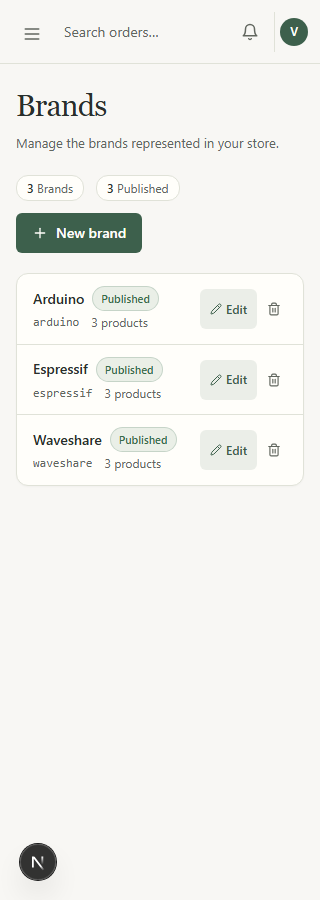 Search orders...
V
Brands
Manage the brands represented in your store.
3 Brands
3 Published
New brand
Arduino Published
arduino 3 products
Edit
Espressif Published
espressif 3 products
Edit
Waveshare Published
waveshare 3 products
Edit
N